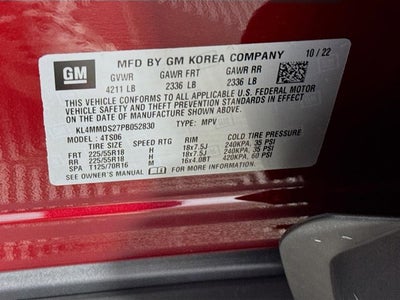 GM
MFD BY GM KOREA COMPANY 10/22
GVWR GAWR FRT GAWR RR
4211 LB 2336 LB 2336 LB
THIS VEHICLE CONFORMS TO ALL APPLICABLE U.S. FEDERAL MOTOR
VEHICLE SAFETY AND THEFT PREVENTION STANDARDS IN EFFECT
ON THE DATE OF MANUFACTURE SHOWN ABOVE.
KL4MMDS27PB052830 TYPE: MPV
MODEL: 4TS06
TIRE SIZE SPEED RTG RIM COLD TIRE PRESSURE
FRT 225/55R18 H 18x7.5J 240KPA, 35 PSI
RR 225/55R18 H 18x7.5J 240KPA, 35 PSI
SPA T125/70R16 M 16x4.0BT 420KPA, 60 PSI
SEE OWNER'S MANUAL FOR MORE INFORMATION.